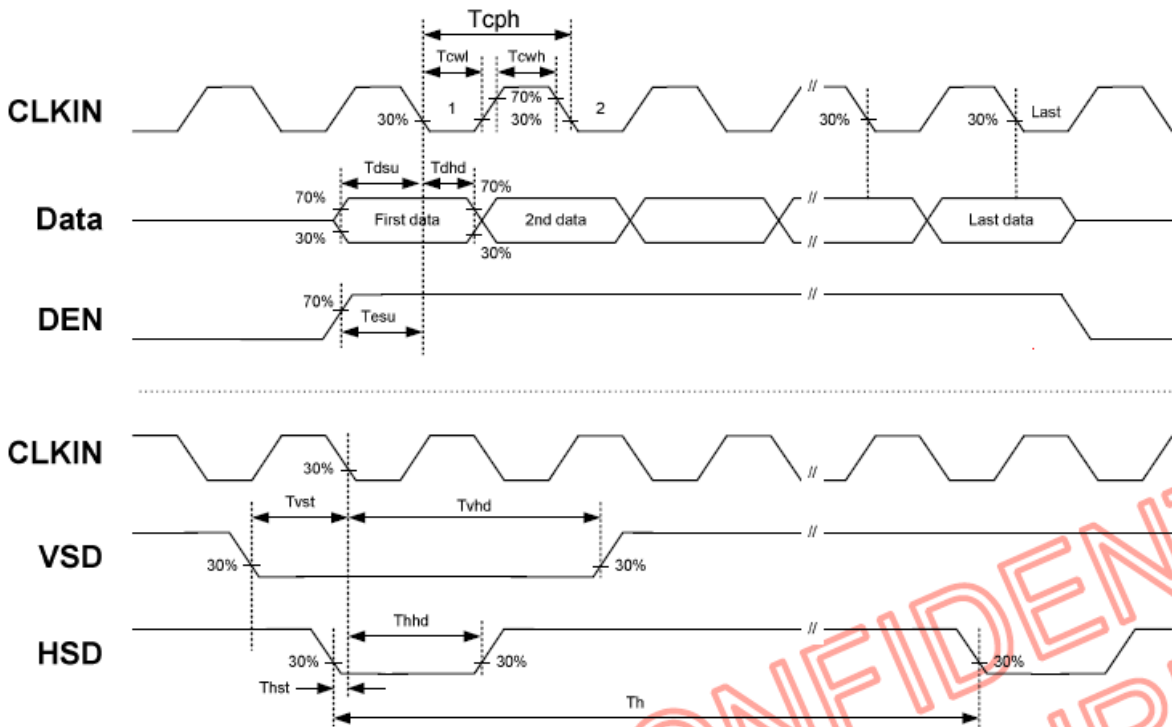 Tcph
Tcwl Tcwh
CLKIN 30% 1 70% 30% 2 // 30% 30% Last
Tdsu Tdhd
70% 70%
Data First data 2nd data // Last data
30% 30%
DEN 70% //
Tesu
CLKIN 30% //
Tvst Tvhd
VSD 30% 30% //
Thhd
HSD 30% 30% // 30%
Thst
Th
CONFIDENT